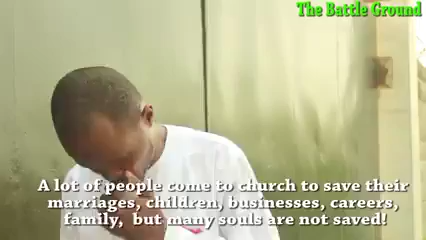 The Battle Ground
A lot of people come to church to save their
marriages, children, businesses, careers,
family, but many souls are not saved!